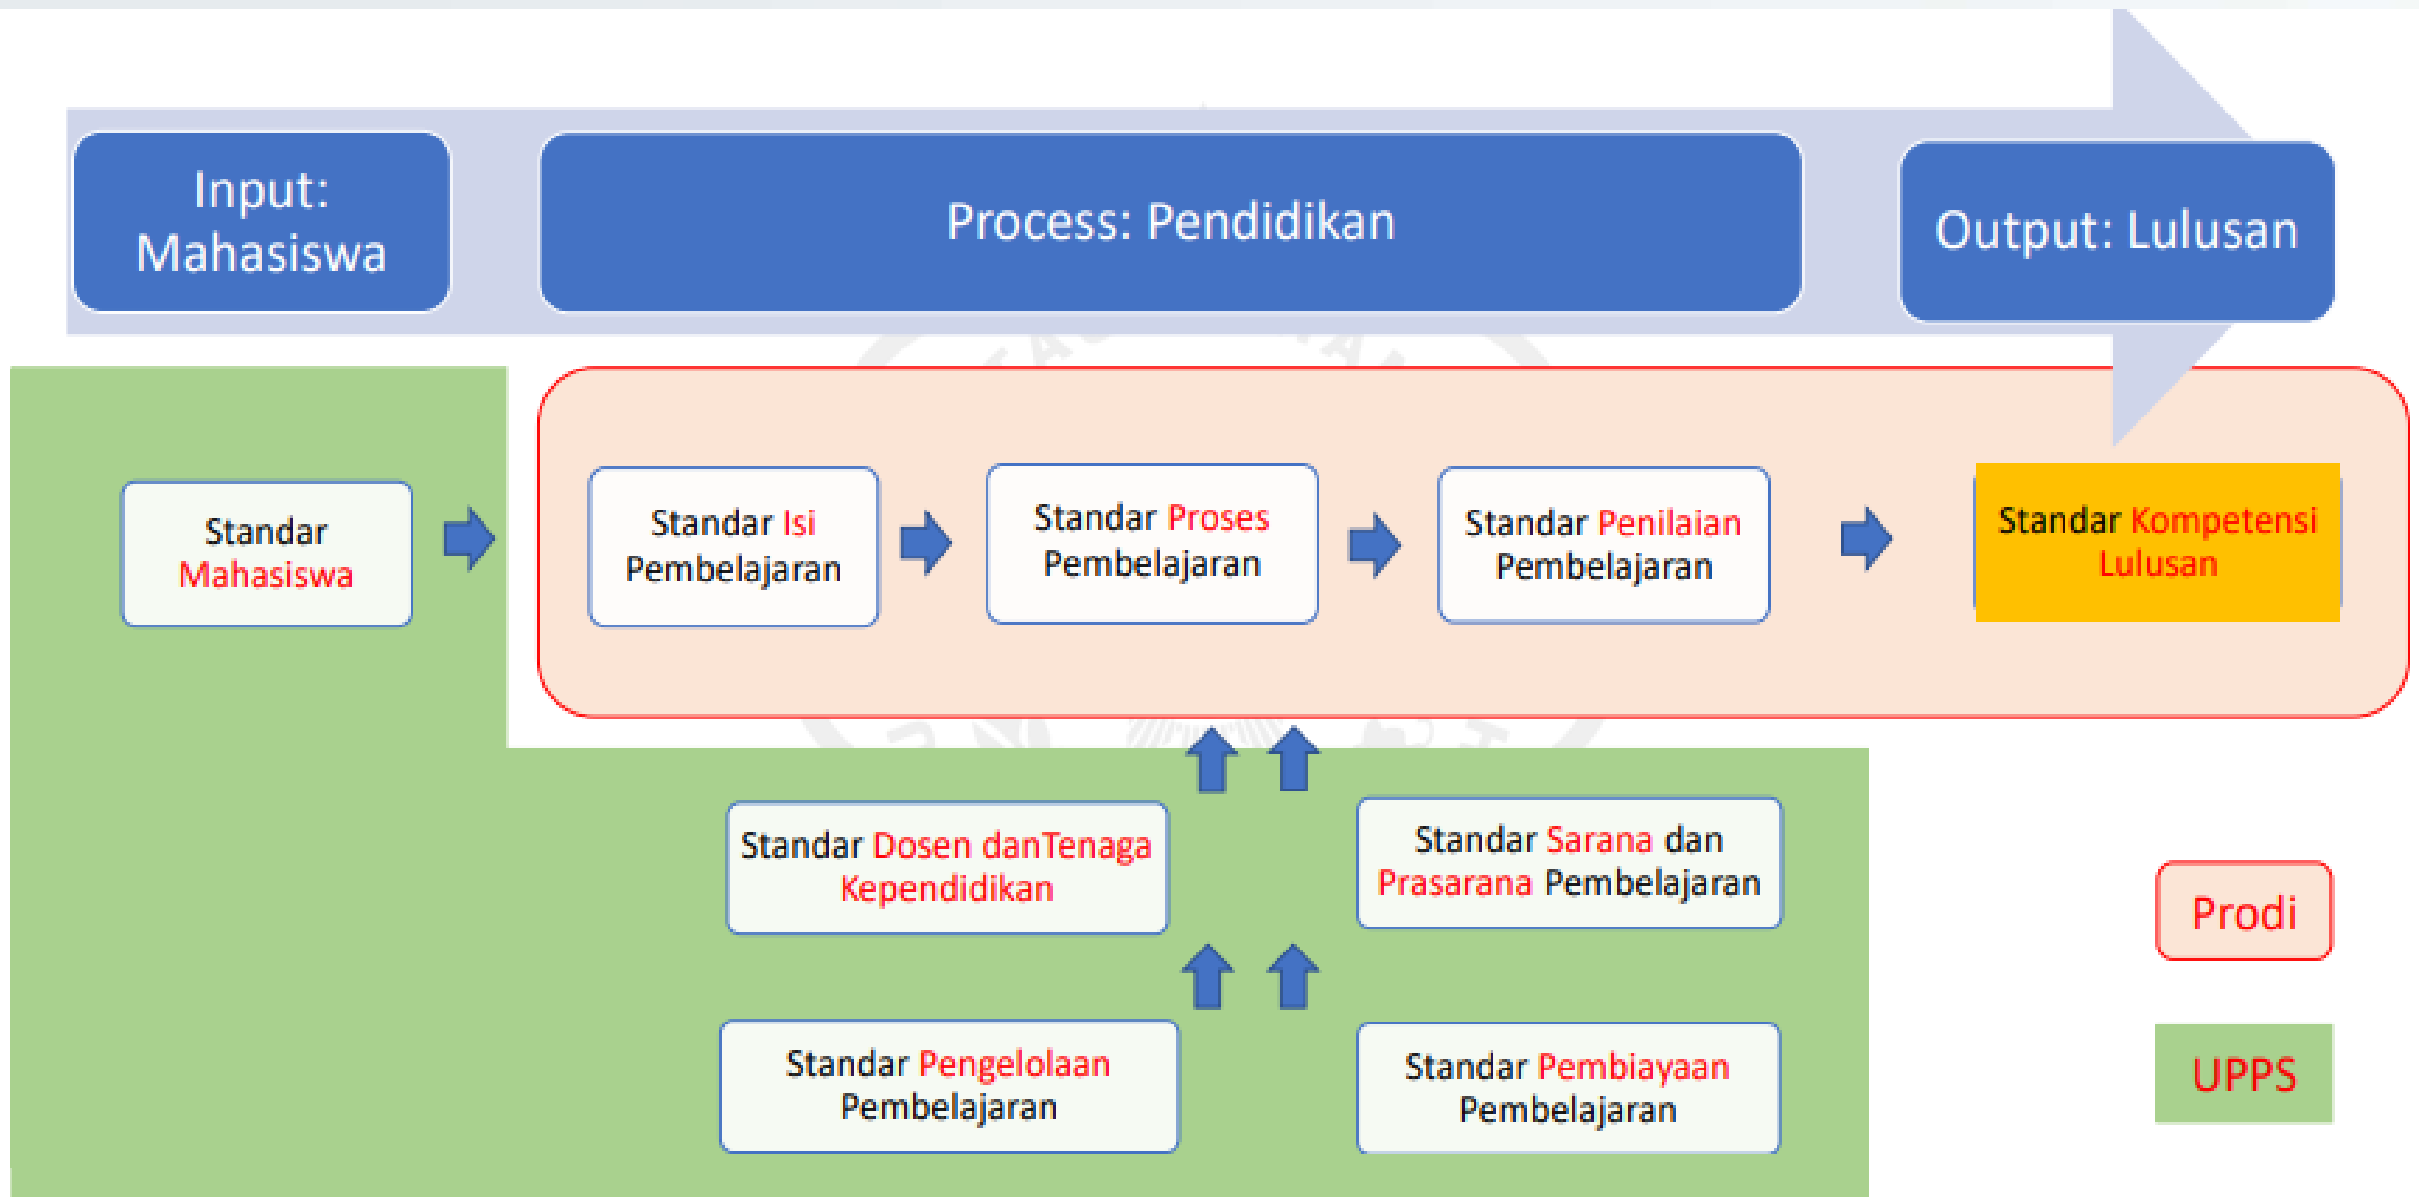 Input:
Mahasiswa
Process: Pendidikan
Output: Lulusan
Standar
Mahasiswa
Standar Isi
Pembelajaran
Standar Proses
Pembelajaran
Standar Penilaian
Pembelajaran
Standar Kompetensi
Lulusan
Standar Dosen danTenaga
Kependidikan
Standar Sarana dan
Prasarana Pembelajaran
Standar Pengelolaan
Pembelajaran
Standar Pembiayaan
Pembelajaran
Prodi
UPPS